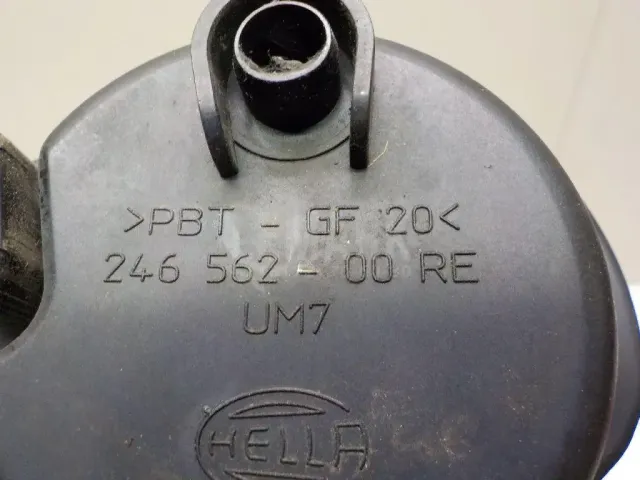 >PBT - GF 20<
246 562 - 00 RE
UM7
HELLA